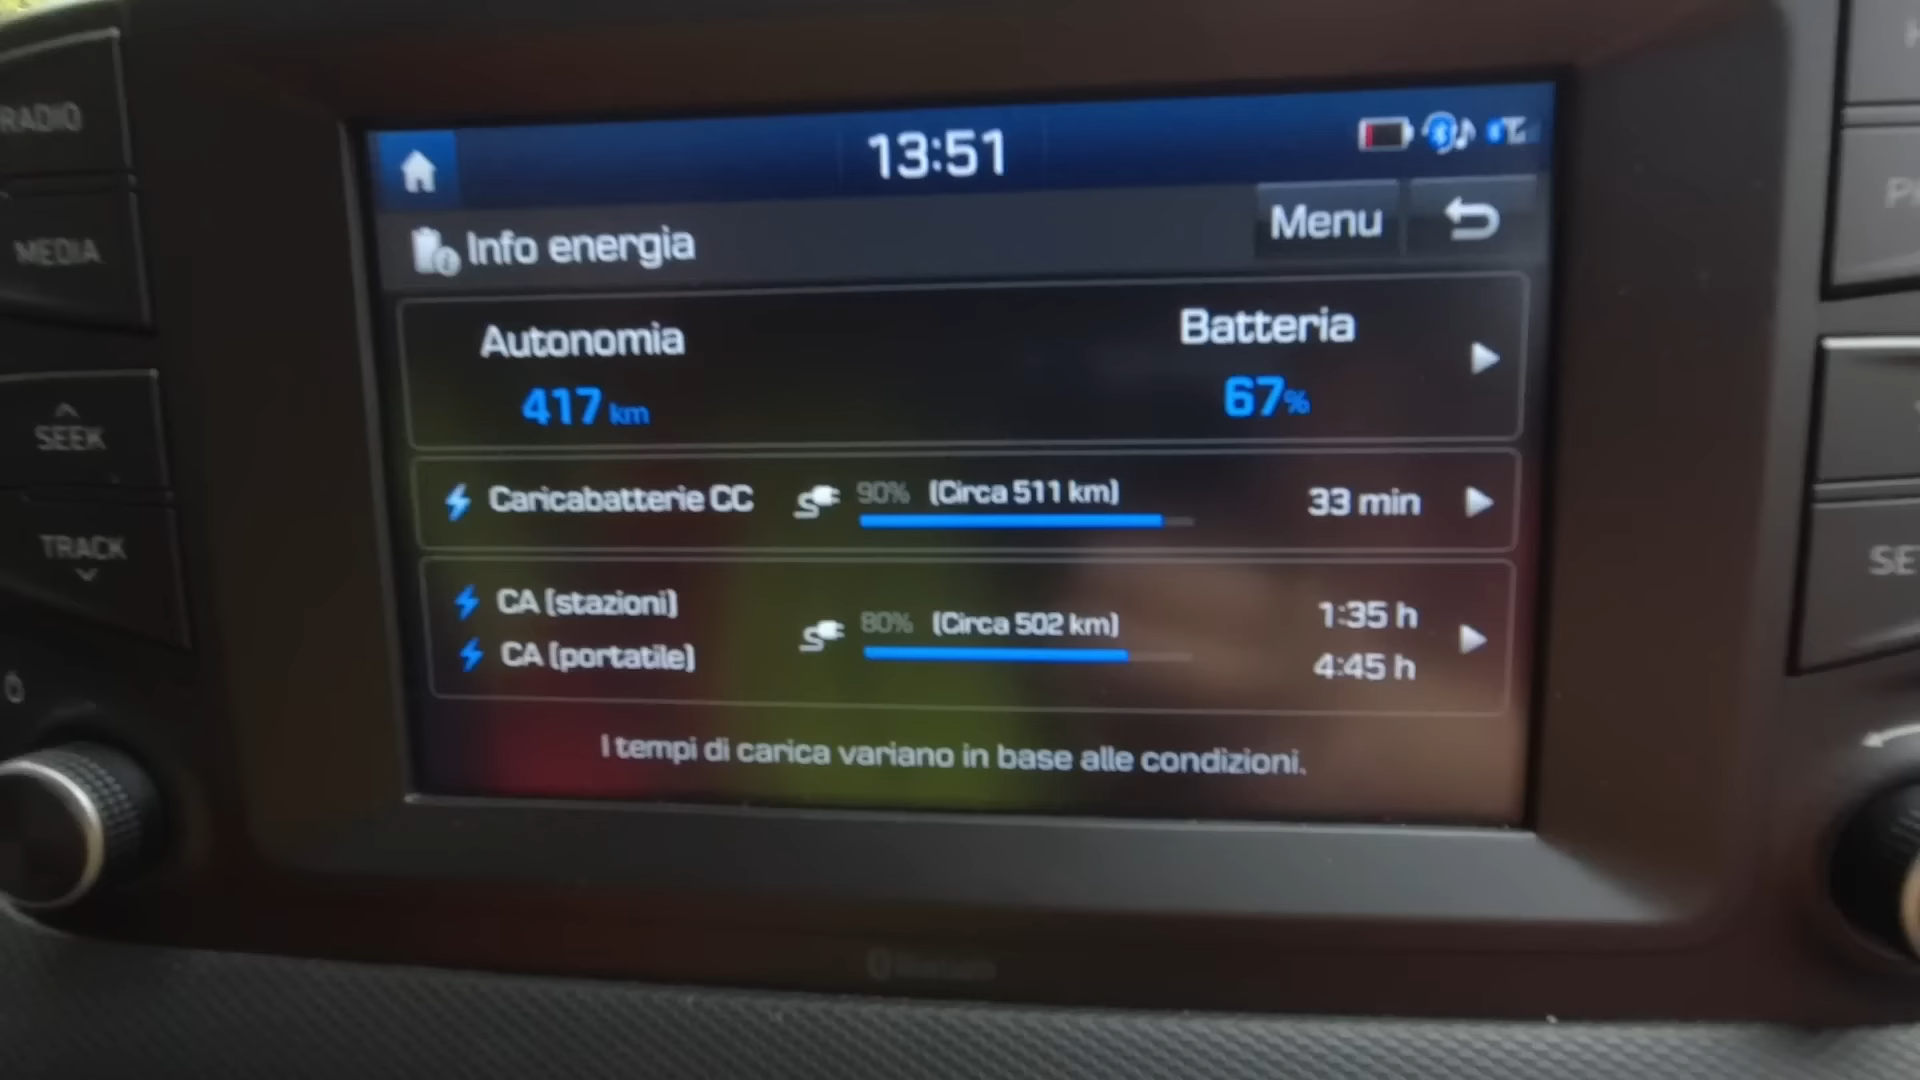 RADIO
MEDIA
SEEK
TRACK
13:51
Info energia
Menu
Autonomia
Batteria
417 km
67%
Caricabatterie CC
90% (Circa 511 km)
33 min
CA (stazioni)
CA (portatile)
80% (Circa 502 km)
1:35 h
4:45 h
I tempi di carica variano in base alle condizioni.
Bluetooth